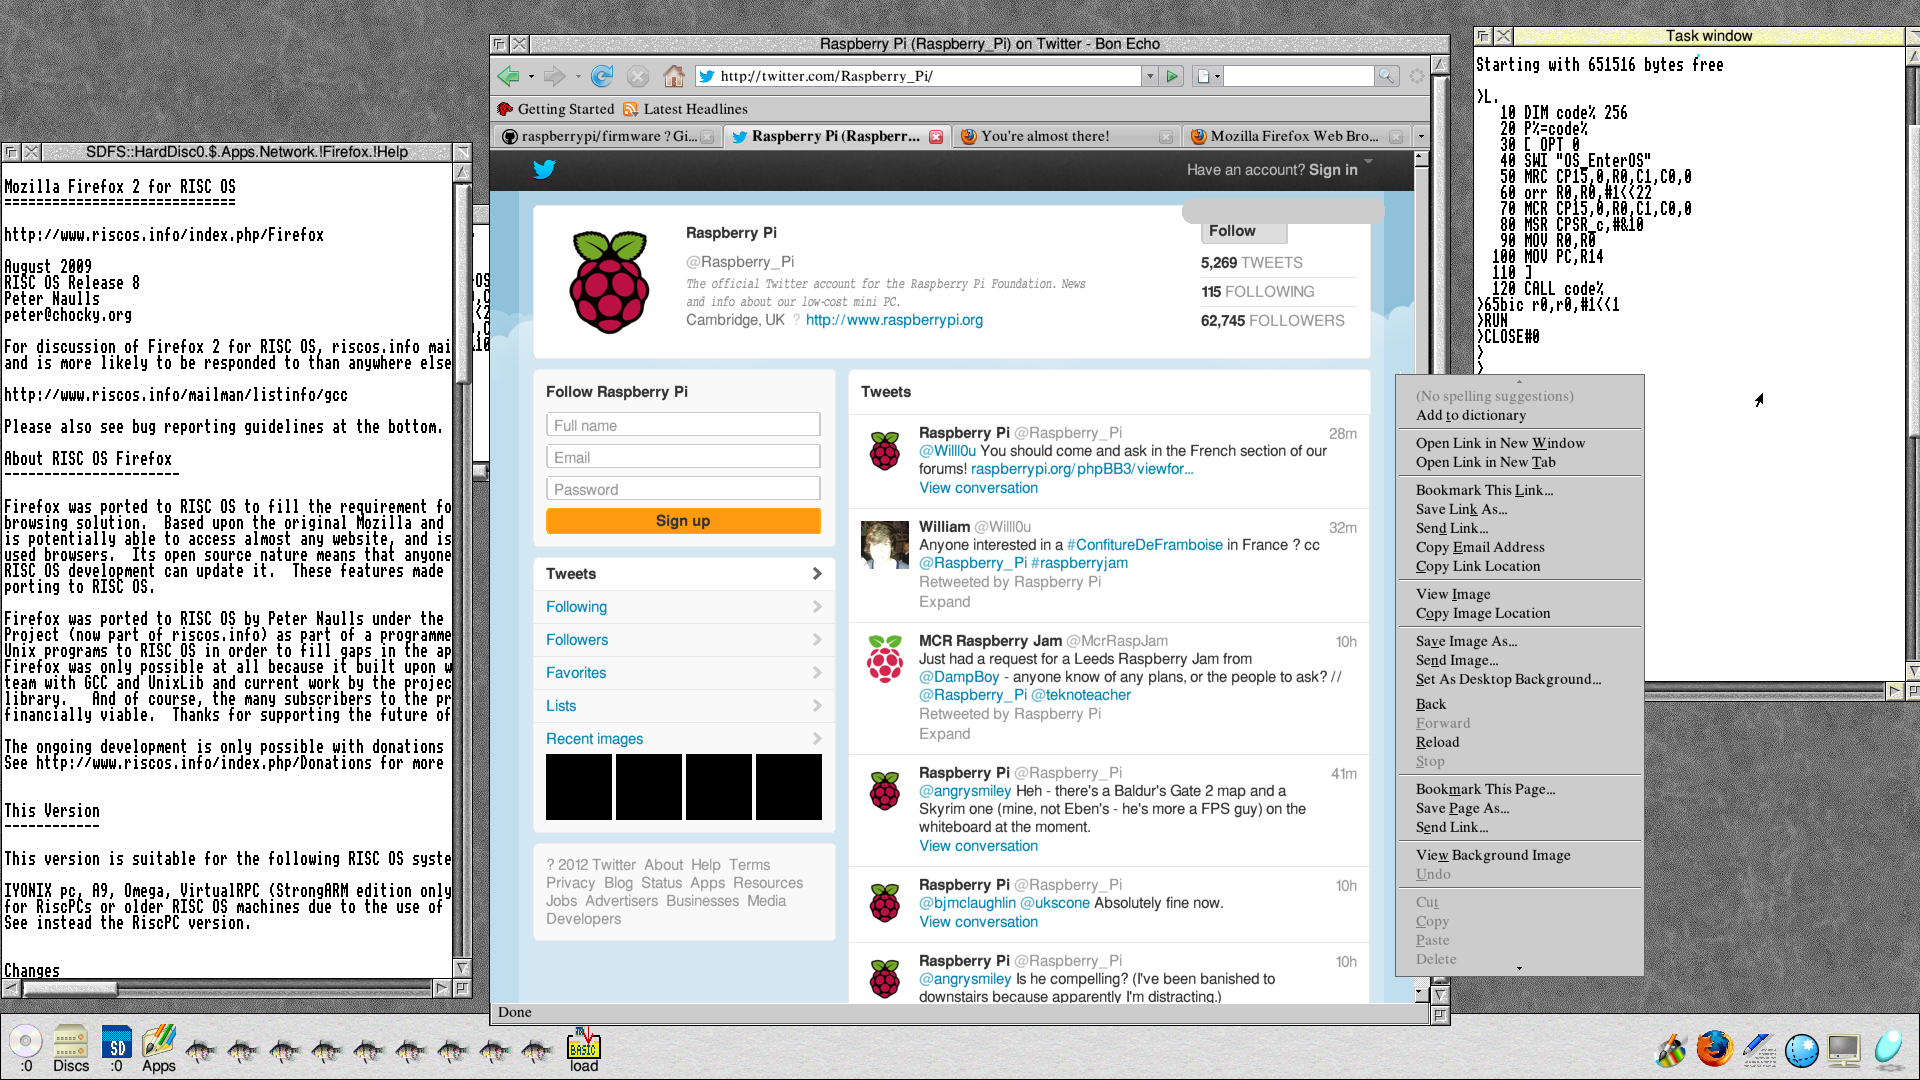 SDFS::HardDisc0.$.Apps.Network.!Firefox.!Help
Mozilla Firefox 2 for RISC OS
=============================
http://www.riscos.info/index.php/Firefox
August 2009
RISC OS Release 8
Peter Naulls
peter@chocky.org
For discussion of Firefox 2 for RISC OS, riscos.info mai
and is more likely to be responded to than anywhere else
http://www.riscos.info/mailman/listinfo/gcc
Please also see bug reporting guidelines at the bottom.
About RISC OS Firefox
----------------------
Firefox was ported to RISC OS to fill the requirement fo
browsing solution.  Based upon the original Mozilla and
is potentially able to access almost any website, and is
used browsers.  Its open source nature means that anyone
RISC OS development can update it.  These features made
porting to RISC OS.
Firefox was ported to RISC OS by Peter Naulls under the
Project (now part of riscos.info) as part of a programme
Unix programs to RISC OS in order to fill gaps in the ap
Firefox was only possible at all because it built upon w
team with GCC and UnixLib and current work by the projec
library.  And of course, the many subscribers to the pr
financially viable.  Thanks for supporting the future of
The ongoing development is only possible with donations
See http://www.riscos.info/index.php/Donations for more
This Version
------------
This version is suitable for the following RISC OS syste
IYONIX pc, A9, Omega, VirtualRPC (StrongARM edition only
for RiscPCs or older RISC OS machines due to the use of
See instead the RiscPC version.
Changes
Raspberry Pi (Raspberry_Pi) on Twitter - Bon Echo
http://twitter.com/Raspberry_Pi/
Getting Started
Latest Headlines
raspberrypi/firmware ? Gi...
Raspberry Pi (Raspberr...
You're almost there!
Mozilla Firefox Web Bro...
Have an account? Sign in
Raspberry Pi
@Raspberry_Pi
The official Twitter account for the Raspberry Pi Foundation. News
and info about our low-cost mini PC.
Cambridge, UK ? http://www.raspberrypi.org
Follow
5,269 TWEETS
115 FOLLOWING
62,745 FOLLOWERS
Follow Raspberry Pi
Full name
Email
Password
Sign up
Tweets
Following
Followers
Favorites
Lists
Recent images
? 2012 Twitter About Help Terms
Privacy Blog Status Apps Resources
Jobs Advertisers Businesses Media
Developers
Tweets
Raspberry Pi @Raspberry_Pi 28m
@Willl0u You should come and ask in the French section of our
forums! raspberrypi.org/phpBB3/viewfor...
View conversation
William @Willl0u 32m
Anyone interested in a #ConfitureDeFramboise in France ? cc
@Raspberry_Pi #raspberryjam
Retweeted by Raspberry Pi
Expand
MCR Raspberry Jam @McrRaspJam 10h
Just had a request for a Leeds Raspberry Jam from
@DampBoy - anyone know of any plans, or the people to ask? //
@Raspberry_Pi @teknoteacher
Retweeted by Raspberry Pi
Expand
Raspberry Pi @Raspberry_Pi 41m
@angrysmiley Heh - there's a Baldur's Gate 2 map and a
Skyrim one (mine, not Eben's - he's more a FPS guy) on the
whiteboard at the moment.
View conversation
Raspberry Pi @Raspberry_Pi 10h
@bjmclaughlin @ukscone Absolutely fine now.
View conversation
Raspberry Pi @Raspberry_Pi 10h
@angrysmiley Is he compelling? (I've been banished to
downstairs because apparently I'm distracting.)
Done
Task window
Starting with 651516 bytes free
>L.
10 DIM code% 256
20 P%=code%
30 [ OPT 0
40 SWI "OS_EnterOS"
50 MRC CP15,0,R0,C1,C0,0
60 orr R0,R0,#1<<22
70 MCR CP15,0,R0,C1,C0,0
80 MSR CPSR_c,#&10
90 MOV R0,R0
100 MOV PC,R14
110 ]
120 CALL code%
>65bic r0,r0,#1<<1
>RUN
>CLOSE#0
>
>
(No spelling suggestions)
Add to dictionary
Open Link in New Window
Open Link in New Tab
Bookmark This Link...
Save Link As...
Send Link...
Copy Email Address
Copy Link Location
View Image
Copy Image Location
Save Image As...
Send Image...
Set As Desktop Background...
Back
Forward
Reload
Stop
Bookmark This Page...
Save Page As...
Send Link...
View Background Image
Undo
Cut
Copy
Paste
Delete
:0
Discs
SD
:0
Apps
BASIC
load